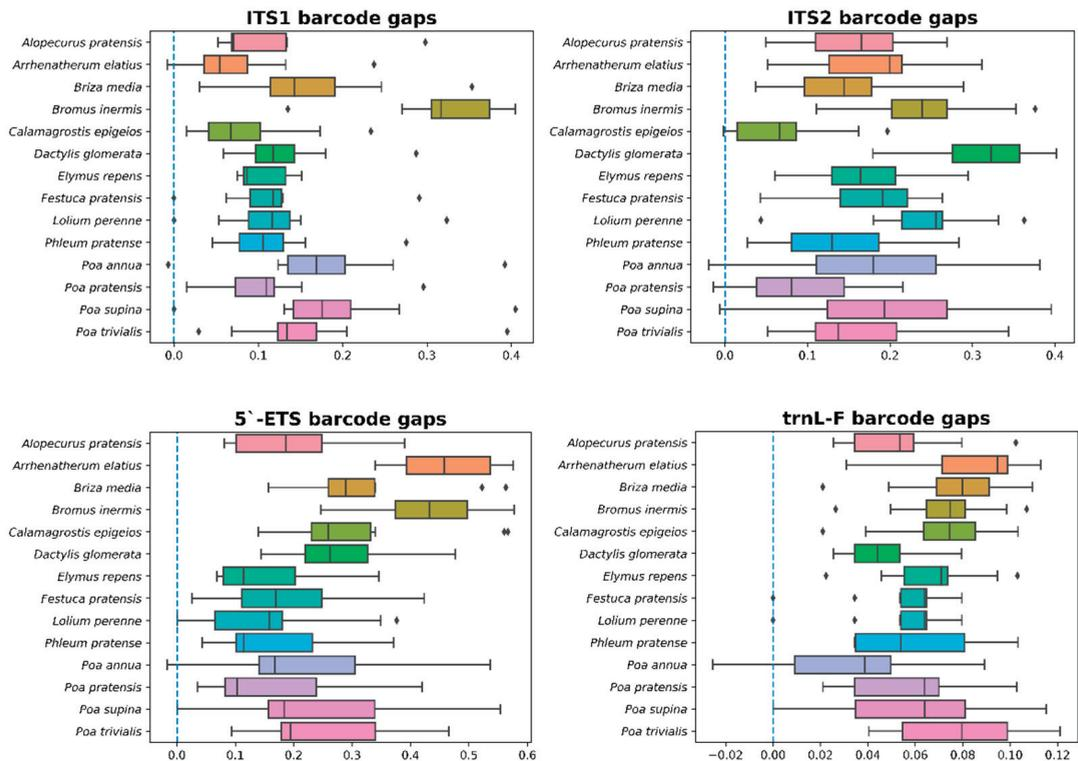 ITS1 barcode gaps
Alopecurus pratensis
Arrhenatherum elatius
Briza media
Bromus inermis
Calamagrostis epigeios
Dactylis glomerata
Elymus repens
Festuca pratensis
Lolium perenne
Phleum pratense
Poa annua
Poa pratensis
Poa supina
Poa trivialis
0.0 0.1 0.2 0.3 0.4
ITS2 barcode gaps
Alopecurus pratensis
Arrhenatherum elatius
Briza media
Bromus inermis
Calamagrostis epigeios
Dactylis glomerata
Elymus repens
Festuca pratensis
Lolium perenne
Phleum pratense
Poa annua
Poa pratensis
Poa supina
Poa trivialis
0.0 0.1 0.2 0.3 0.4
5`-ETS barcode gaps
Alopecurus pratensis
Arrhenatherum elatius
Briza media
Bromus inermis
Calamagrostis epigeios
Dactylis glomerata
Elymus repens
Festuca pratensis
Lolium perenne
Phleum pratense
Poa annua
Poa pratensis
Poa supina
Poa trivialis
0.0 0.1 0.2 0.3 0.4 0.5 0.6
trnL-F barcode gaps
Alopecurus pratensis
Arrhenatherum elatius
Briza media
Bromus inermis
Calamagrostis epigeios
Dactylis glomerata
Elymus repens
Festuca pratensis
Lolium perenne
Phleum pratense
Poa annua
Poa pratensis
Poa supina
Poa trivialis
−0.02 0.00 0.02 0.04 0.06 0.08 0.10 0.12